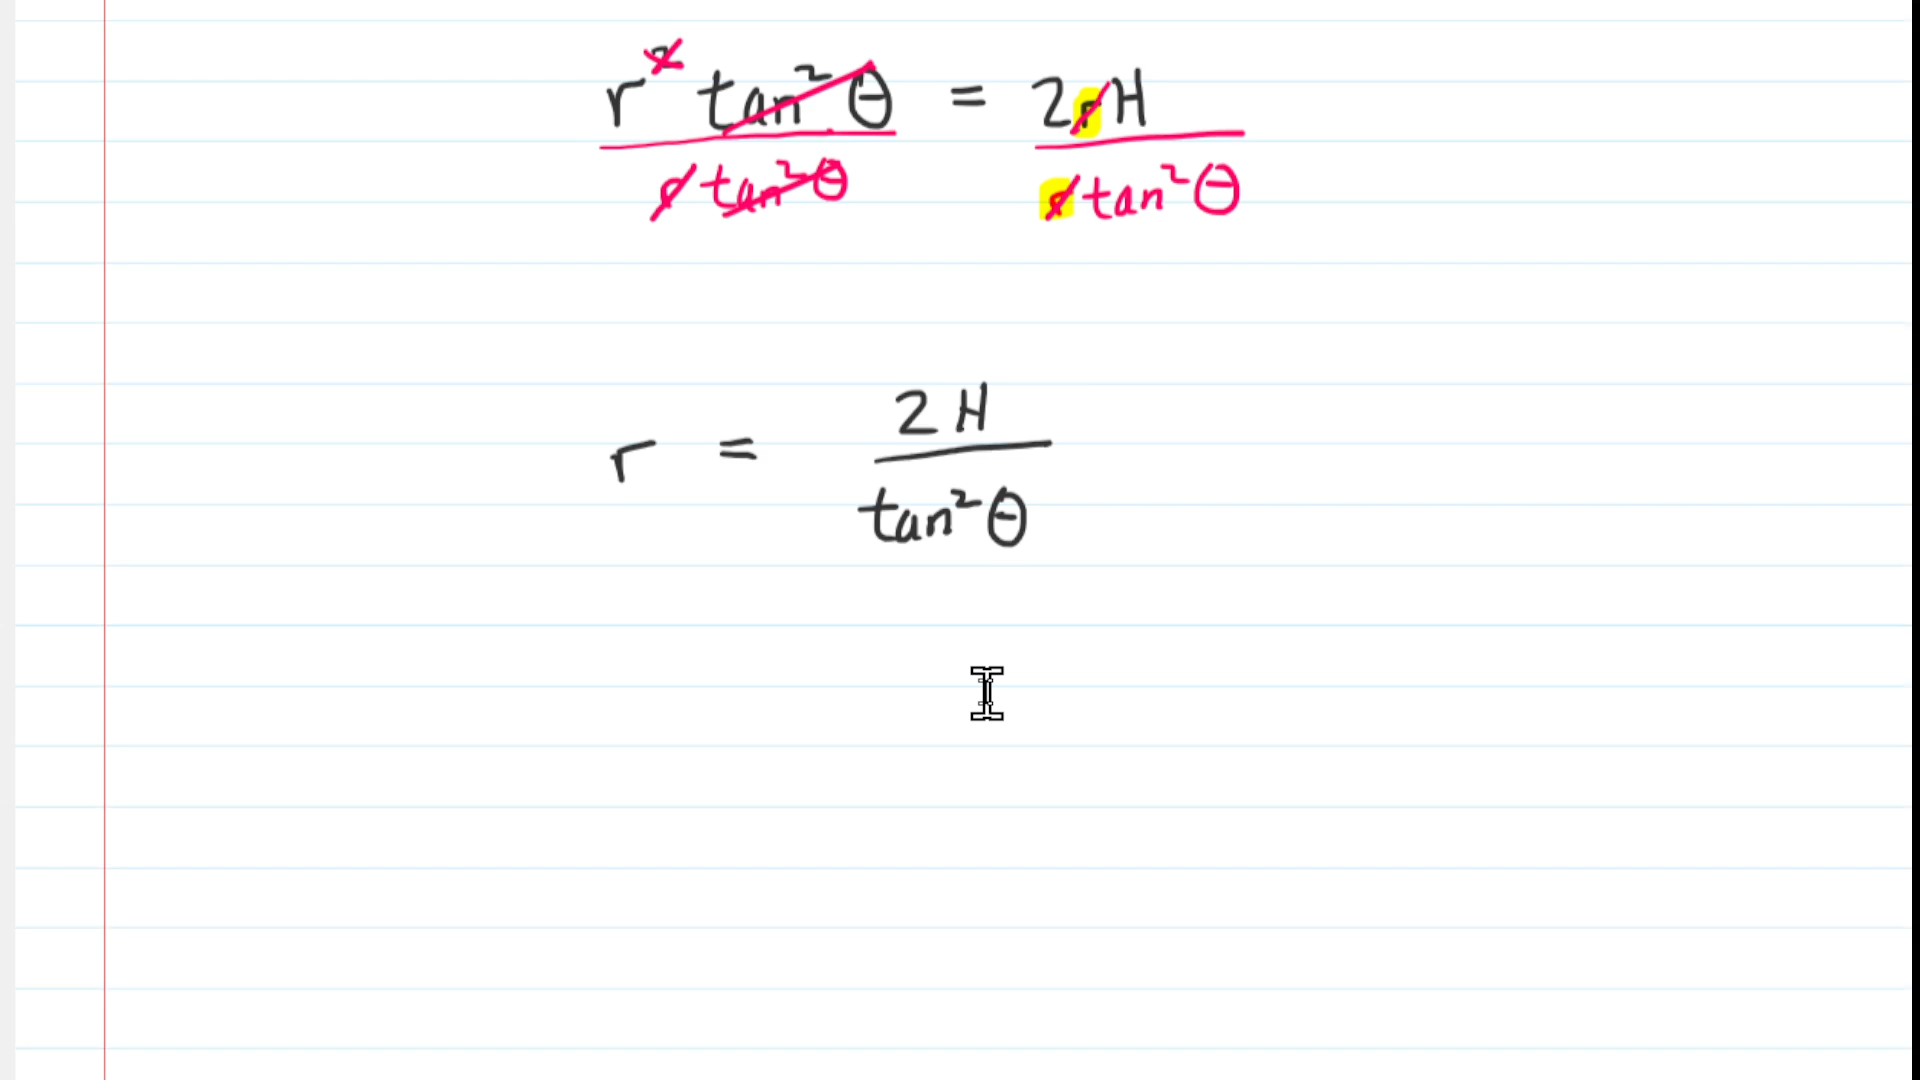 r² tan²θ = 2rH
r tan²θ r tan²θ
r = 2H
tan²θ